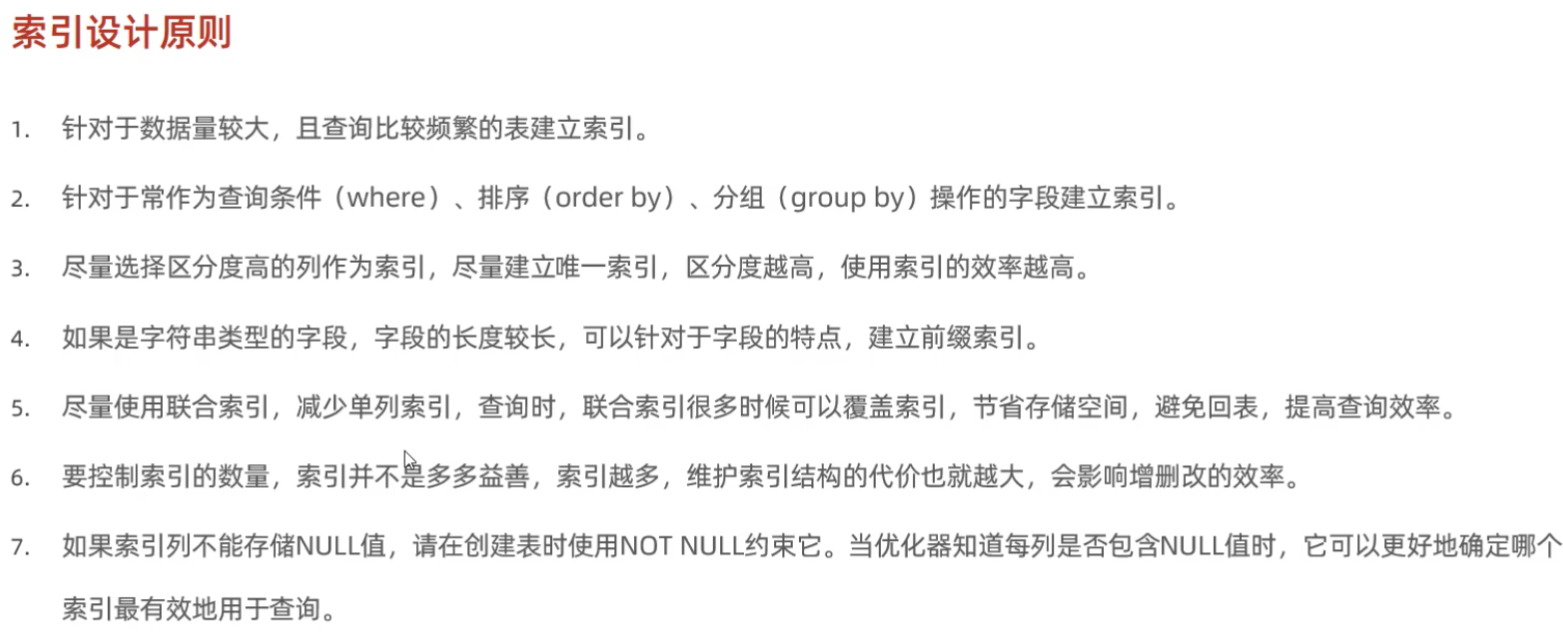 索引设计原则
1. 针对于数据量较大，且查询比较频繁的表建立索引。
2. 针对于常作为查询条件（where）、排序（order by）、分组（group by）操作的字段建立索引。
3. 尽量选择区分度高的列作为索引，尽量建立唯一索引，区分度越高，使用索引的效率越高。
4. 如果是字符串类型的字段，字段的长度较长，可以针对于字段的特点，建立前缀索引。
5. 尽量使用联合索引，减少单列索引，查询时，联合索引很多时候可以覆盖索引，节省存储空间，避免回表，提高查询效率。
6. 要控制索引的数量，索引并不是多多益善，索引越多，维护索引结构的代价也就越大，会影响增删改的效率。
7. 如果索引列不能存储NULL值，请在创建表时使用NOT NULL约束它。当优化器知道每列是否包含NULL值时，它可以更好地确定哪个
索引最有效地用于查询。